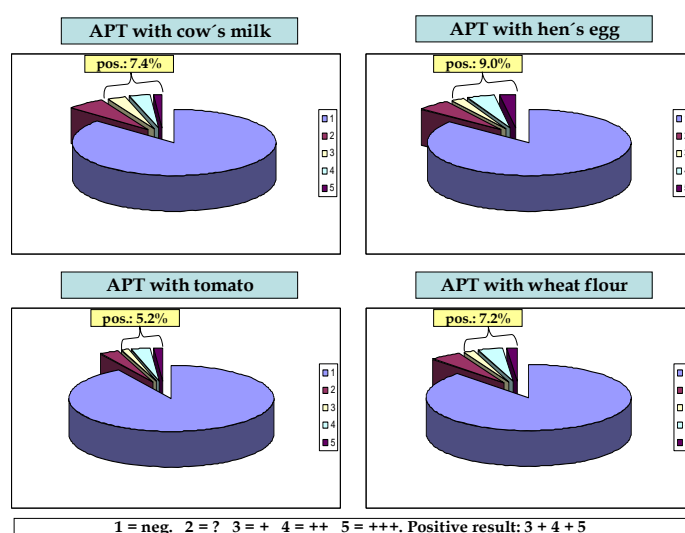 APT with cow´s milk
pos.: 7.4%
1
2
3
4
5
APT with hen´s egg
pos.: 9.0%
APT with tomato
pos.: 5.2%
1
2
3
4
5
APT with wheat flour
pos.: 7.2%
1 = neg. 2 = ? 3 = + 4 = ++ 5 = +++. Positive result: 3 + 4 + 5